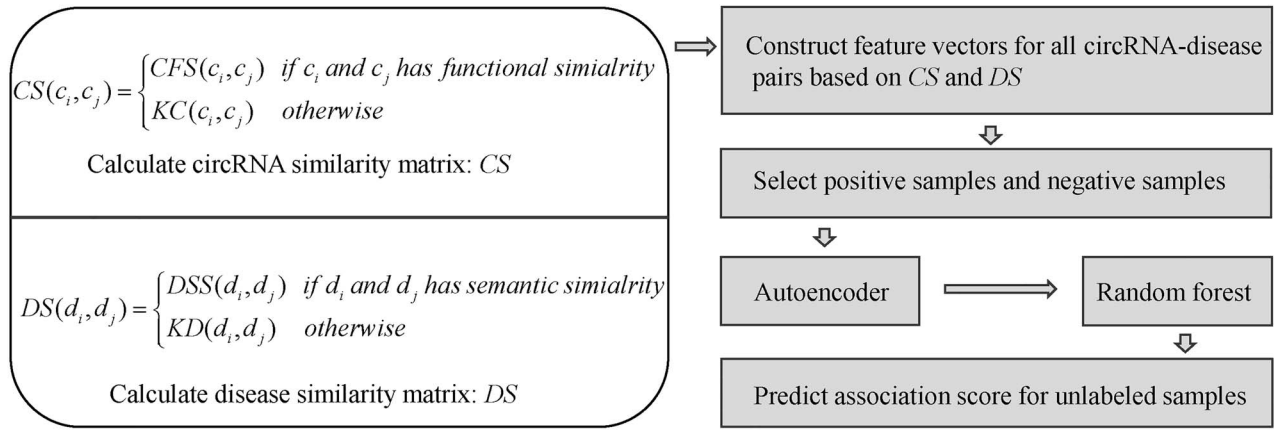 CS(c_i,c_j) = { CFS(c_i,c_j) if c_i and c_j has functional simialrity
KC(c_i,c_j) otherwise
Calculate circRNA similarity matrix: CS
DS(d_i,d_j) = { DSS(d_i,d_j) if d_i and d_j has semantic simialrity
KD(d_i,d_j) otherwise
Calculate disease similarity matrix: DS
Construct feature vectors for all circRNA-disease
pairs based on CS and DS
Select positive samples and negative samples
Autoencoder
Random forest
Predict association score for unlabeled samples